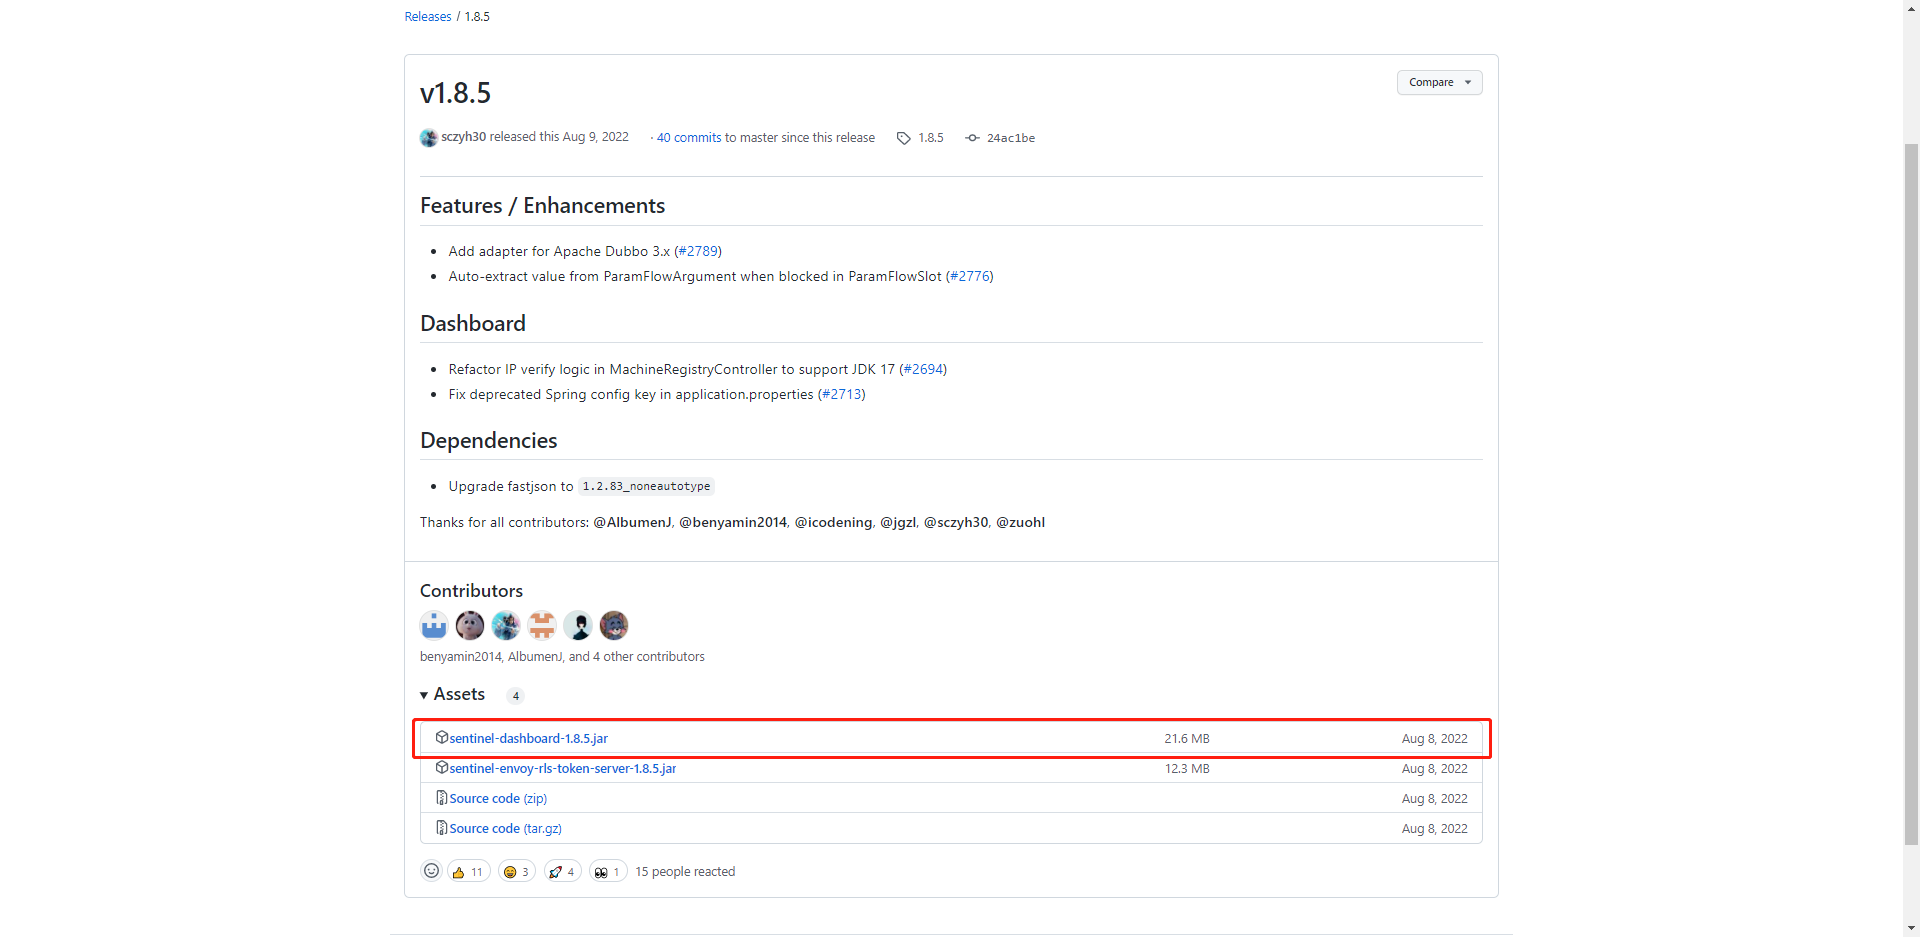 Releases / 1.8.5
v1.8.5
Compare
sczyh30 released this Aug 9, 2022 · 40 commits to master since this release 1.8.5 24ac1be
Features / Enhancements
• Add adapter for Apache Dubbo 3.x (#2789)
• Auto-extract value from ParamFlowArgument when blocked in ParamFlowSlot (#2776)
Dashboard
• Refactor IP verify logic in MachineRegistryController to support JDK 17 (#2694)
• Fix deprecated Spring config key in application.properties (#2713)
Dependencies
• Upgrade fastjson to 1.2.83_noneautotype
Thanks for all contributors: @AlbumenJ, @benyamin2014, @icodening, @jgzl, @sczyh30, @zuohl
Contributors
benyamin2014, AlbumenJ, and 4 other contributors
Assets 4
sentinel-dashboard-1.8.5.jar 21.6 MB Aug 8, 2022
sentinel-envoy-rls-token-server-1.8.5.jar 12.3 MB Aug 8, 2022
Source code (zip) Aug 8, 2022
Source code (tar.gz) Aug 8, 2022
11 3 4 1 15 people reacted